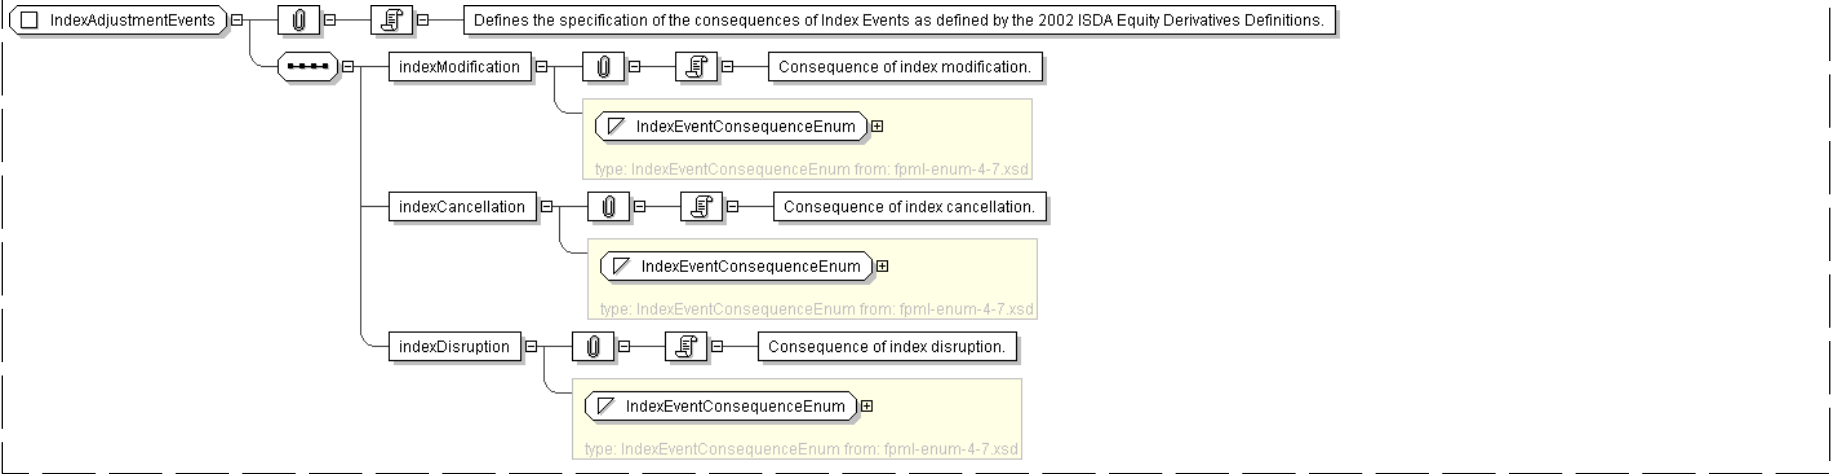 IndexAdjustmentEvents
Defines the specification of the consequences of Index Events as defined by the 2002 ISDA Equity Derivatives Definitions.
indexModification
Consequence of index modification.
IndexEventConsequenceEnum
type: IndexEventConsequenceEnum from: fpml-enum-4-7.xsd
indexCancellation
Consequence of index cancellation.
IndexEventConsequenceEnum
type: IndexEventConsequenceEnum from: fpml-enum-4-7.xsd
indexDisruption
Consequence of index disruption.
IndexEventConsequenceEnum
type: IndexEventConsequenceEnum from: fpml-enum-4-7.xsd